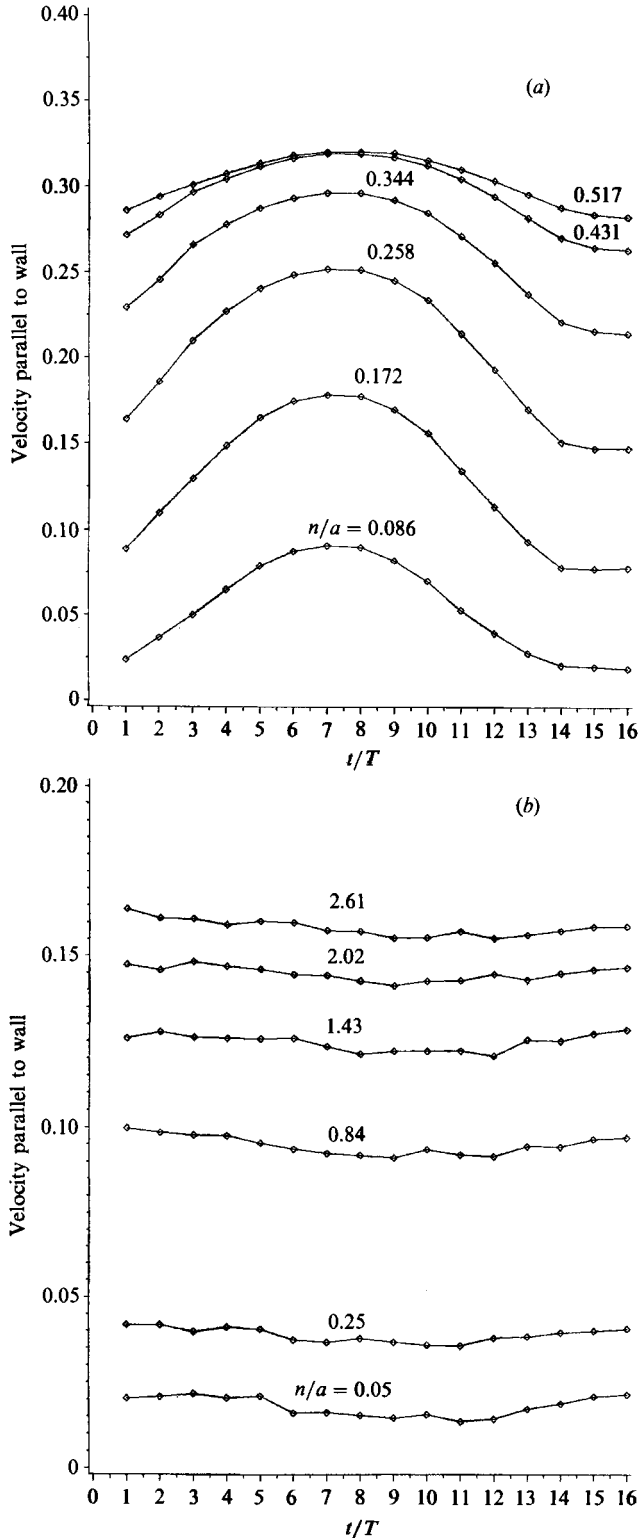 0.40
(a)
0.35
0.30
0.517
0.344
0.431
0.258
0.25
0.20
0.172
0.15
n/a = 0.086
0.10
0.05
0
Velocity parallel to wall
0 1 2 3 4 5 6 7 8 9 10 11 12 13 14 15 16
t/T
0.20
(b)
2.61
0.15
2.02
1.43
0.10
0.84
0.05
0.25
n/a = 0.05
0
Velocity parallel to wall
0 1 2 3 4 5 6 7 8 9 10 11 12 13 14 15 16
t/T